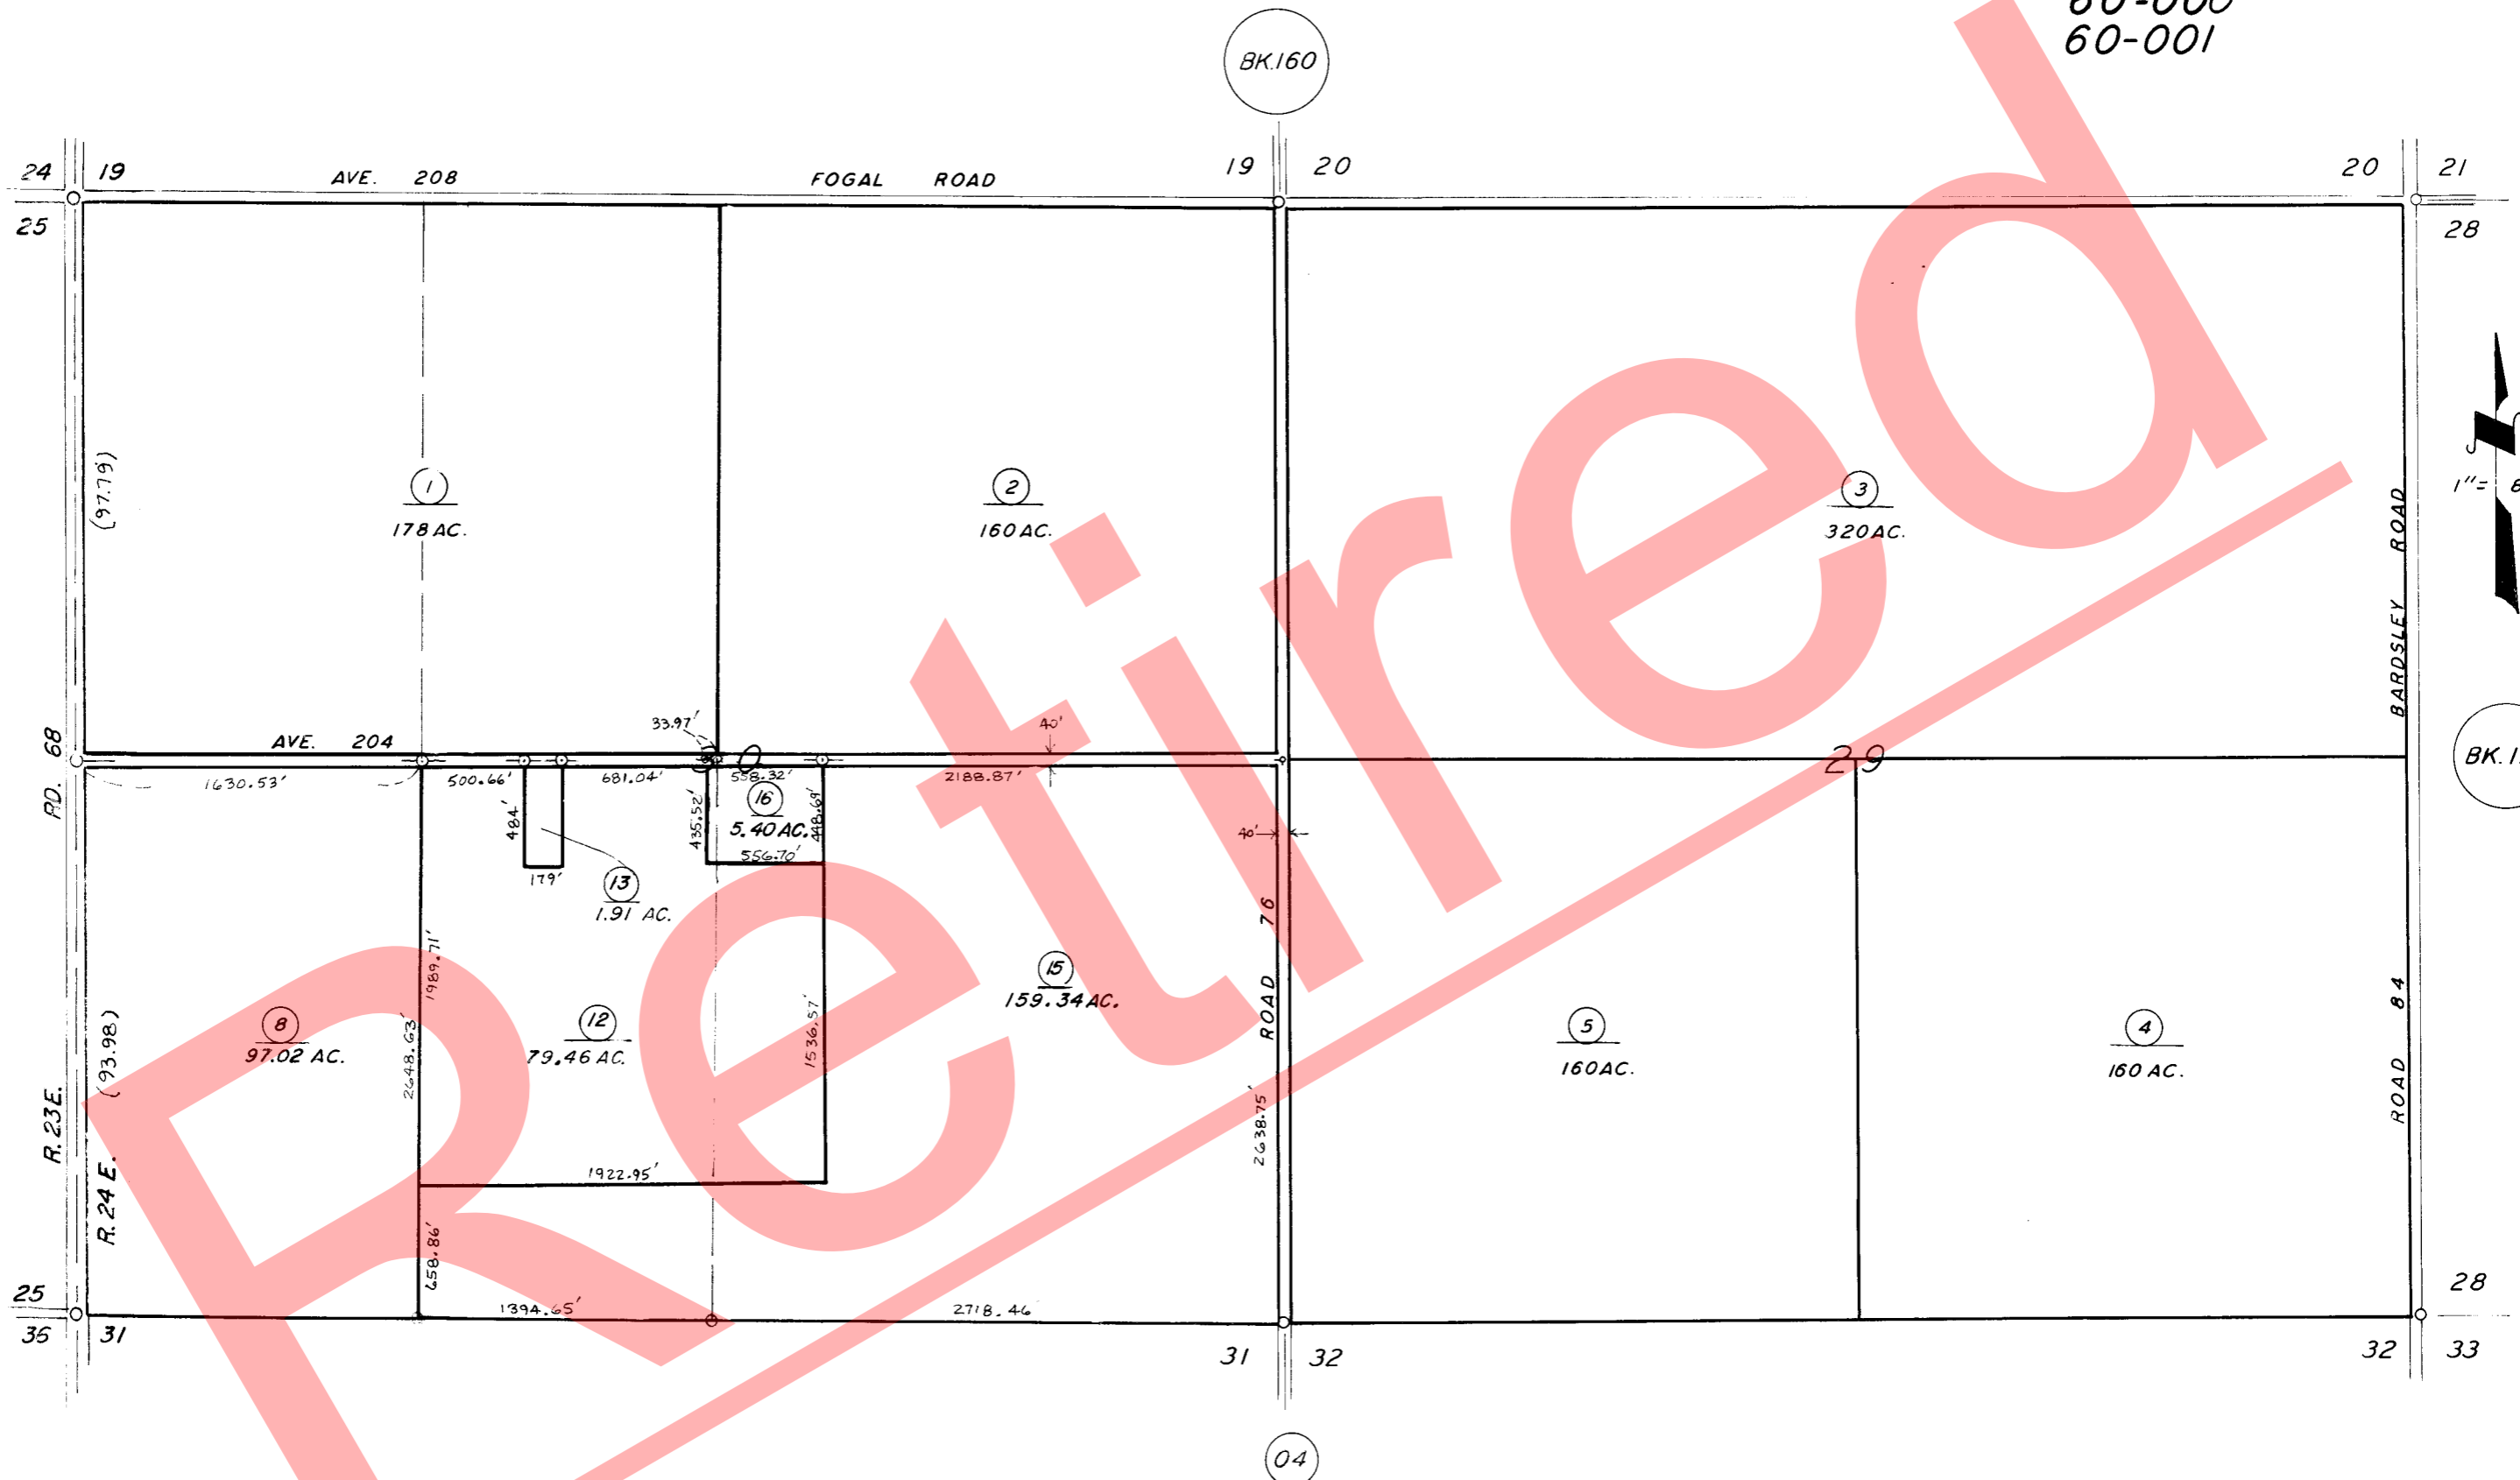 60-000
60-001
BK.160
24 19
AVE. 208 FOGAL ROAD
19 20
20 21
25
28
(97.79)
1
178 AC.
2
160 AC.
3
320 AC.
BARDSLEY ROAD
1"=
RD. 68
AVE. 204
33.97'
40'
30
29
1630.53'
500.66'
681.04'
558.32'
2188.87'
484'
179'
13
1.91 AC.
435.52'
16
5.40 AC.
448.69'
556.70'
40'
ROAD 76
1989.71'
2648.63'
8
97.02 AC.
(93.98)
12
79.46 AC.
1536.57'
15
159.34 AC.
5
160 AC.
4
160 AC.
ROAD 84
R.23E.
R.24E.
1922.95'
2638.75'
658.86'
1394.65'
2718.46
25
28
36 31
31 32
32 33
04
Retired